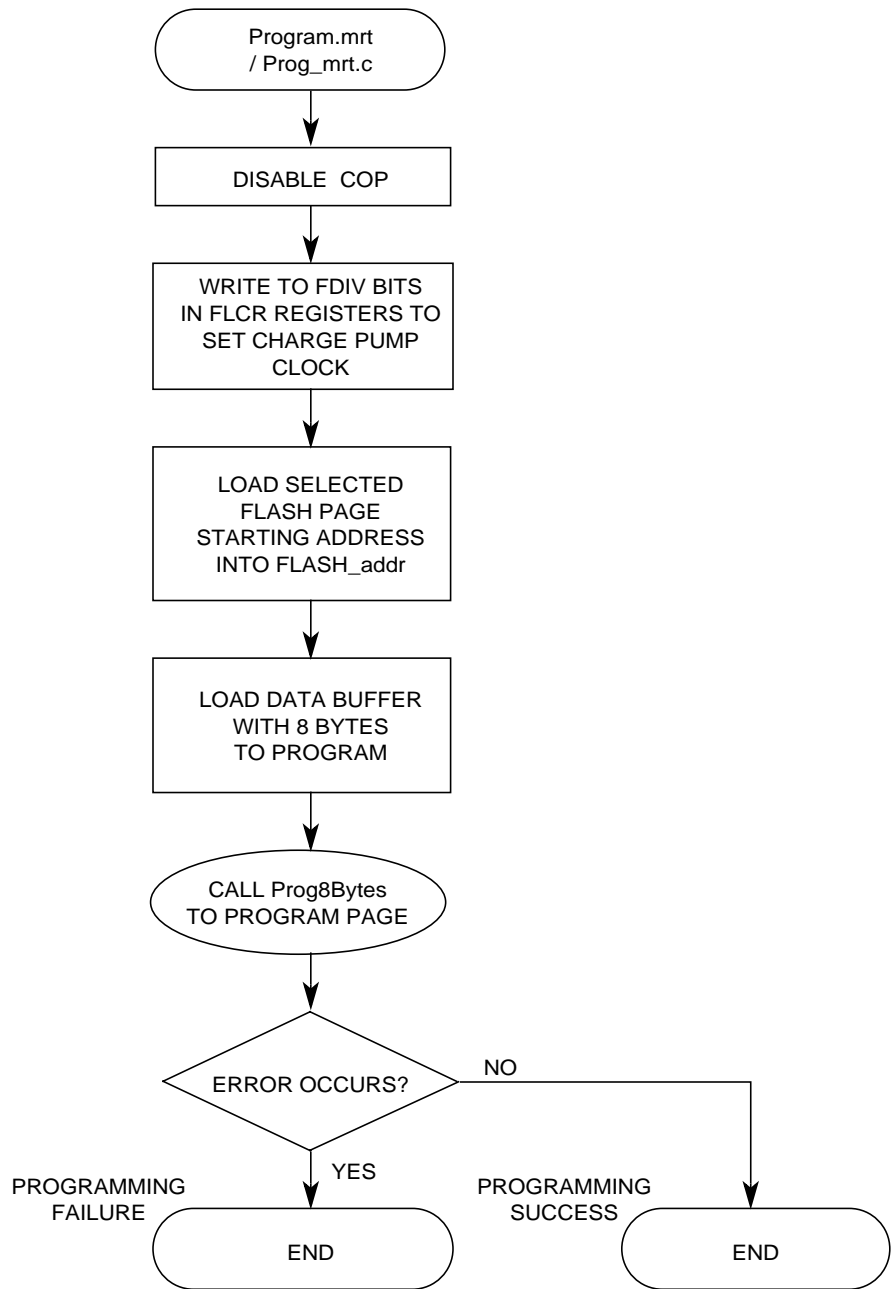 Program.mrt
/ Prog_mrt.c
DISABLE COP
WRITE TO FDIV BITS
IN FLCR REGISTERS TO
SET CHARGE PUMP
CLOCK
LOAD SELECTED
FLASH PAGE
STARTING ADDRESS
INTO FLASH_addr
LOAD DATA BUFFER
WITH 8 BYTES
TO PROGRAM
CALL Prog8Bytes
TO PROGRAM PAGE
ERROR OCCURS?
NO
YES
PROGRAMMING
FAILURE
END
PROGRAMMING
SUCCESS
END